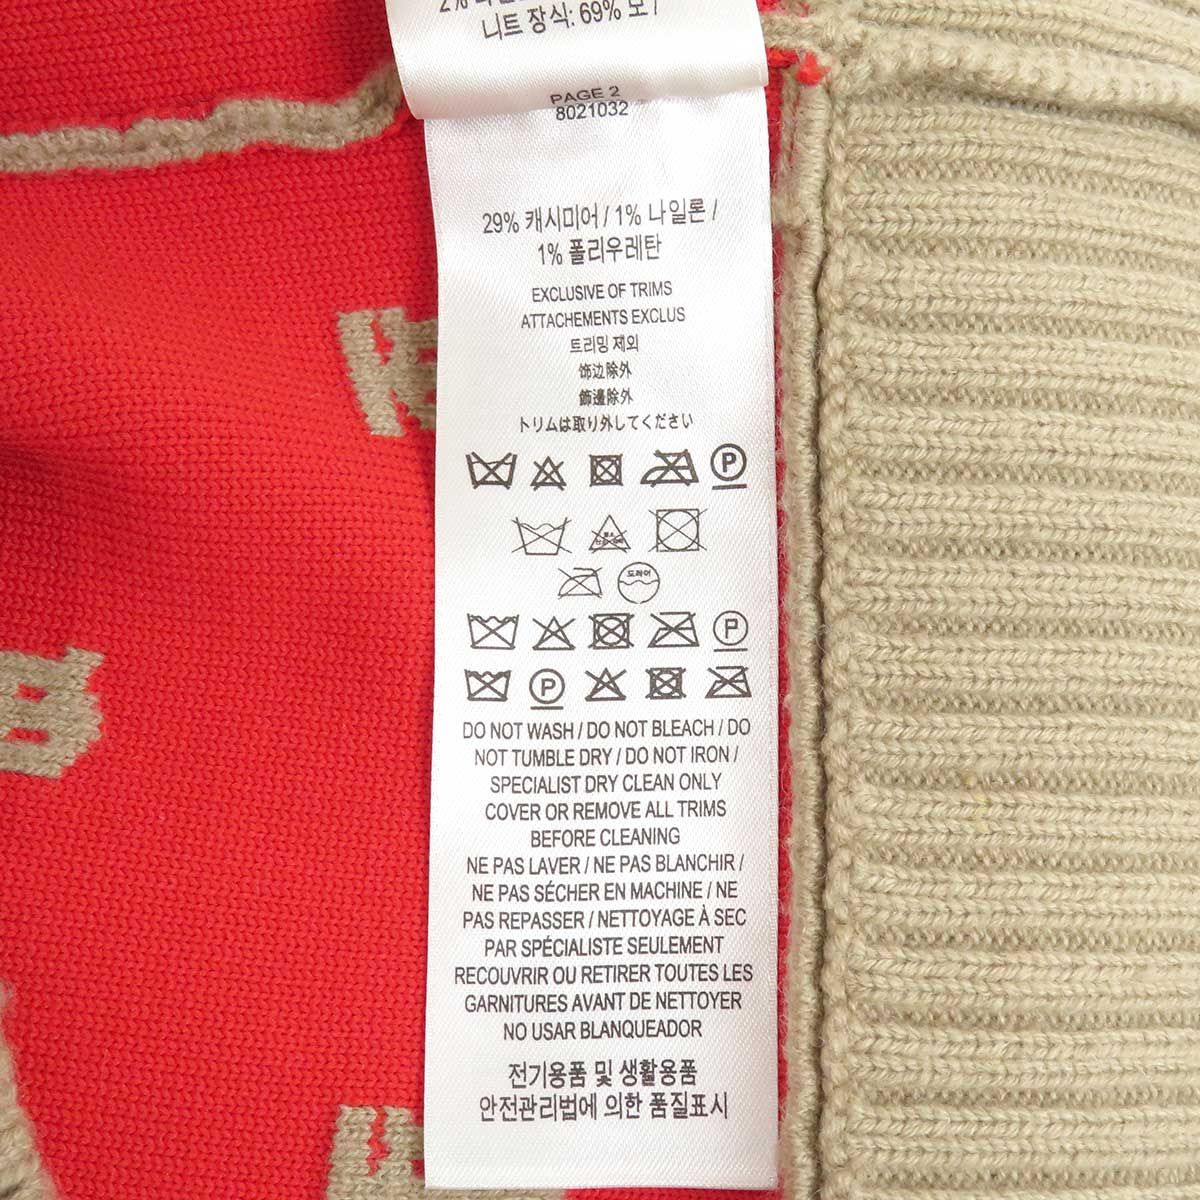 니트 장식: 69% 모 /
PAGE 2
8021032
29% 캐시미어 / 1% 나일론 /
1% 폴리우레탄
EXCLUSIVE OF TRIMS
ATTACHEMENTS EXCLUS
트리밍 제외
饰边除外
飾邊除外
トリムは取り外してください
P
드라이
P
P
DO NOT WASH / DO NOT BLEACH / DO
NOT TUMBLE DRY / DO NOT IRON /
SPECIALIST DRY CLEAN ONLY
COVER OR REMOVE ALL TRIMS
BEFORE CLEANING
NE PAS LAVER / NE PAS BLANCHIR /
NE PAS SÉCHER EN MACHINE / NE
PAS REPASSER / NETTOYAGE À SEC
PAR SPÉCIALISTE SEULEMENT
RECOUVRIR OU RETIRER TOUTES LES
GARNITURES AVANT DE NETTOYER
NO USAR BLANQUEADOR
전기용품 및 생활용품
안전관리법에 의한 품질표시